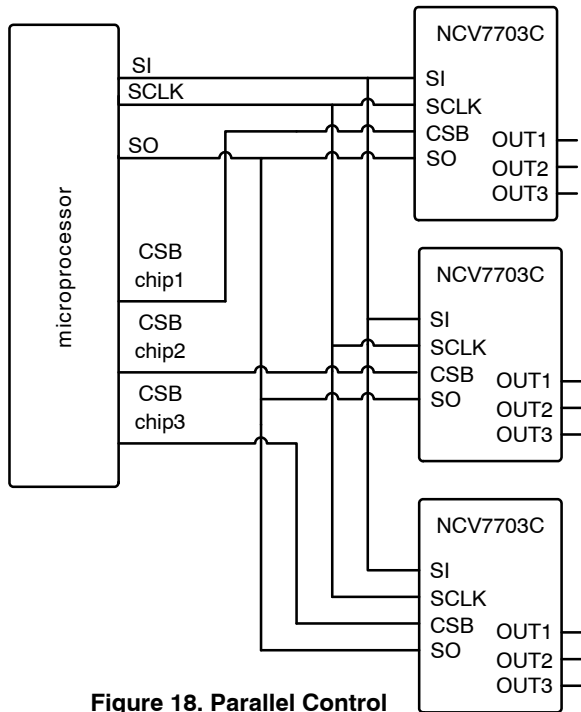 microprocessor
SI
SCLK
SO
CSB
chip1
CSB
chip2
CSB
chip3
NCV7703C
SI
SCLK
CSB
SO
OUT1
OUT2
OUT3
NCV7703C
SI
SCLK
CSB
SO
OUT1
OUT2
OUT3
NCV7703C
SI
SCLK
CSB
SO
OUT1
OUT2
OUT3
Figure 18. Parallel Control